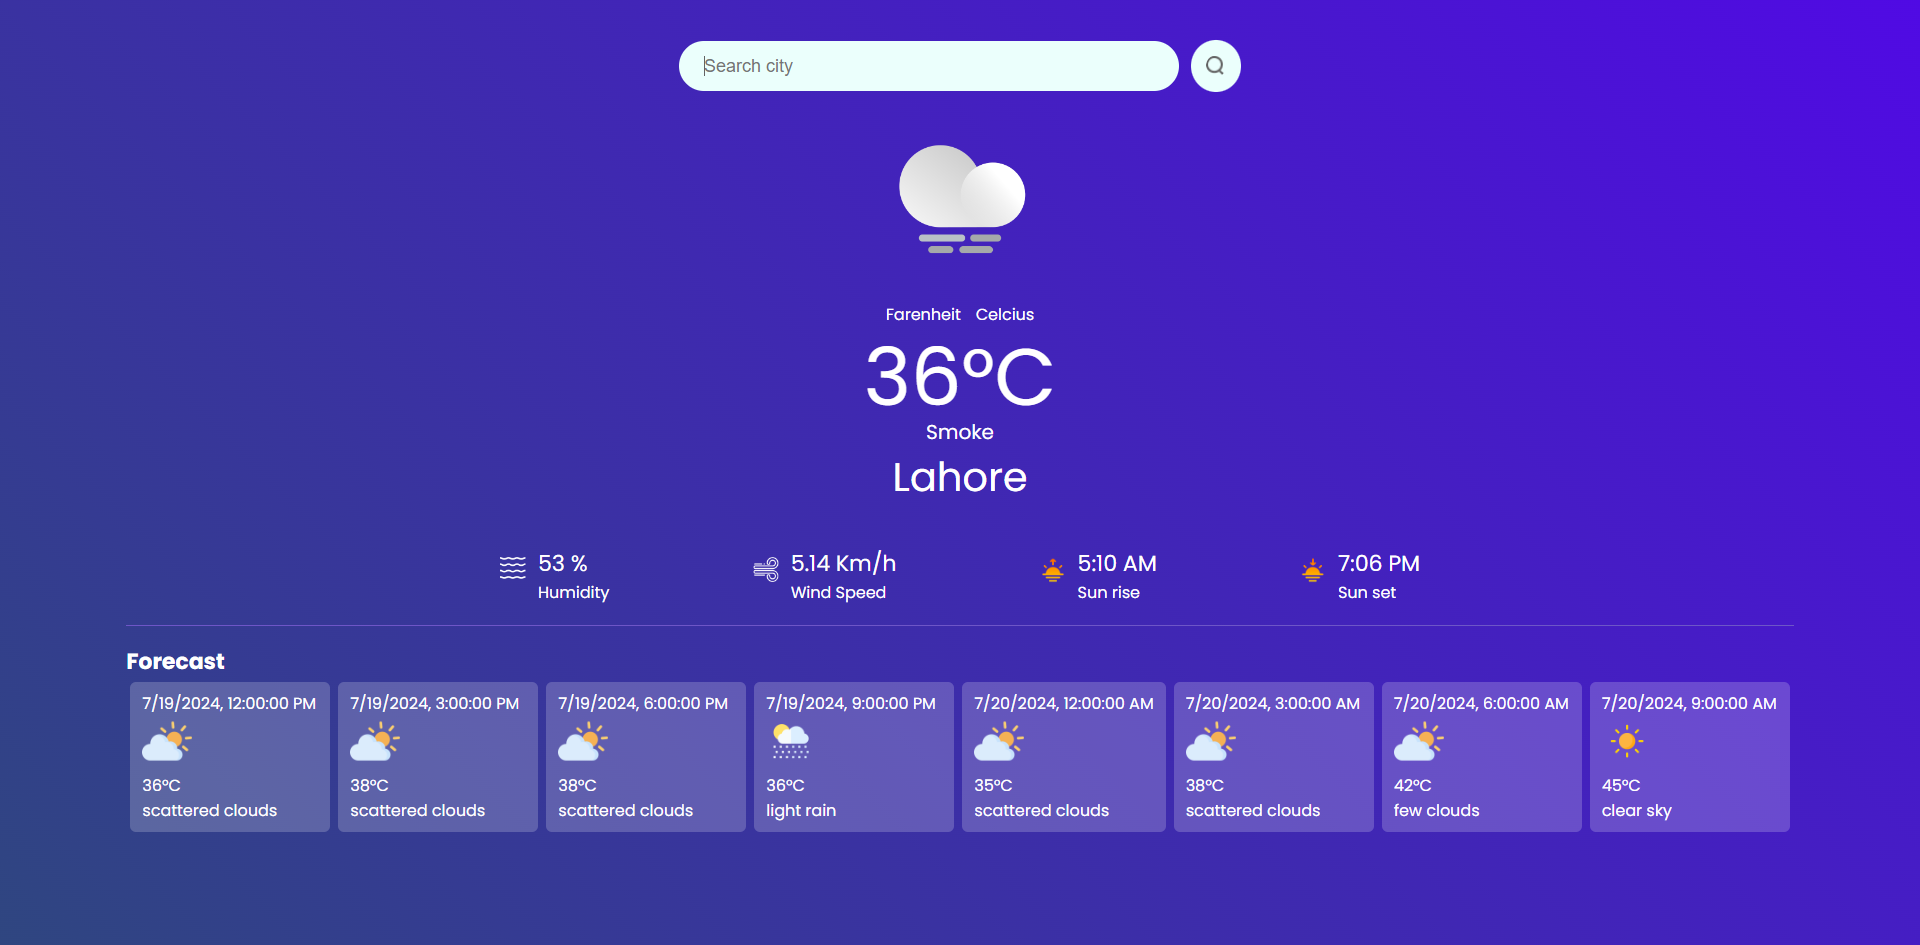 Search city
Farenheit Celcius
36°C
Smoke
Lahore
53 %
Humidity
5.14 Km/h
Wind Speed
5:10 AM
Sun rise
7:06 PM
Sun set
Forecast
7/19/2024, 12:00:00 PM
36°C
scattered clouds
7/19/2024, 3:00:00 PM
38°C
scattered clouds
7/19/2024, 6:00:00 PM
38°C
scattered clouds
7/19/2024, 9:00:00 PM
36°C
light rain
7/20/2024, 12:00:00 AM
35°C
scattered clouds
7/20/2024, 3:00:00 AM
38°C
scattered clouds
7/20/2024, 6:00:00 AM
42°C
few clouds
7/20/2024, 9:00:00 AM
45°C
clear sky